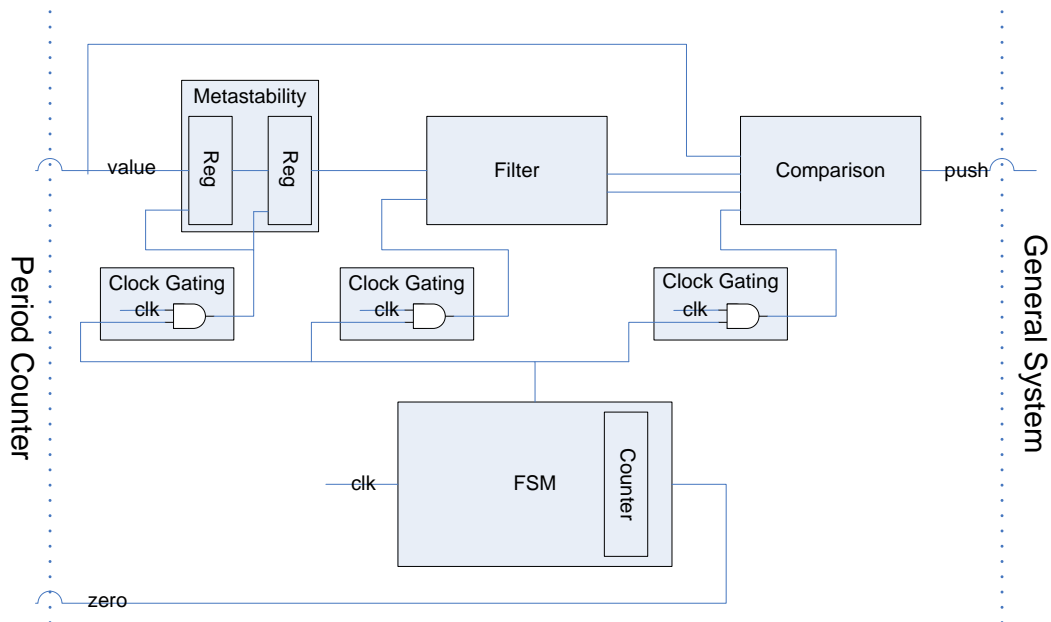 Metastability
value
Reg
Reg
Filter
Comparison
push
Clock Gating
clk
Clock Gating
clk
Clock Gating
clk
Period Counter
General System
clk
FSM
Counter
zero